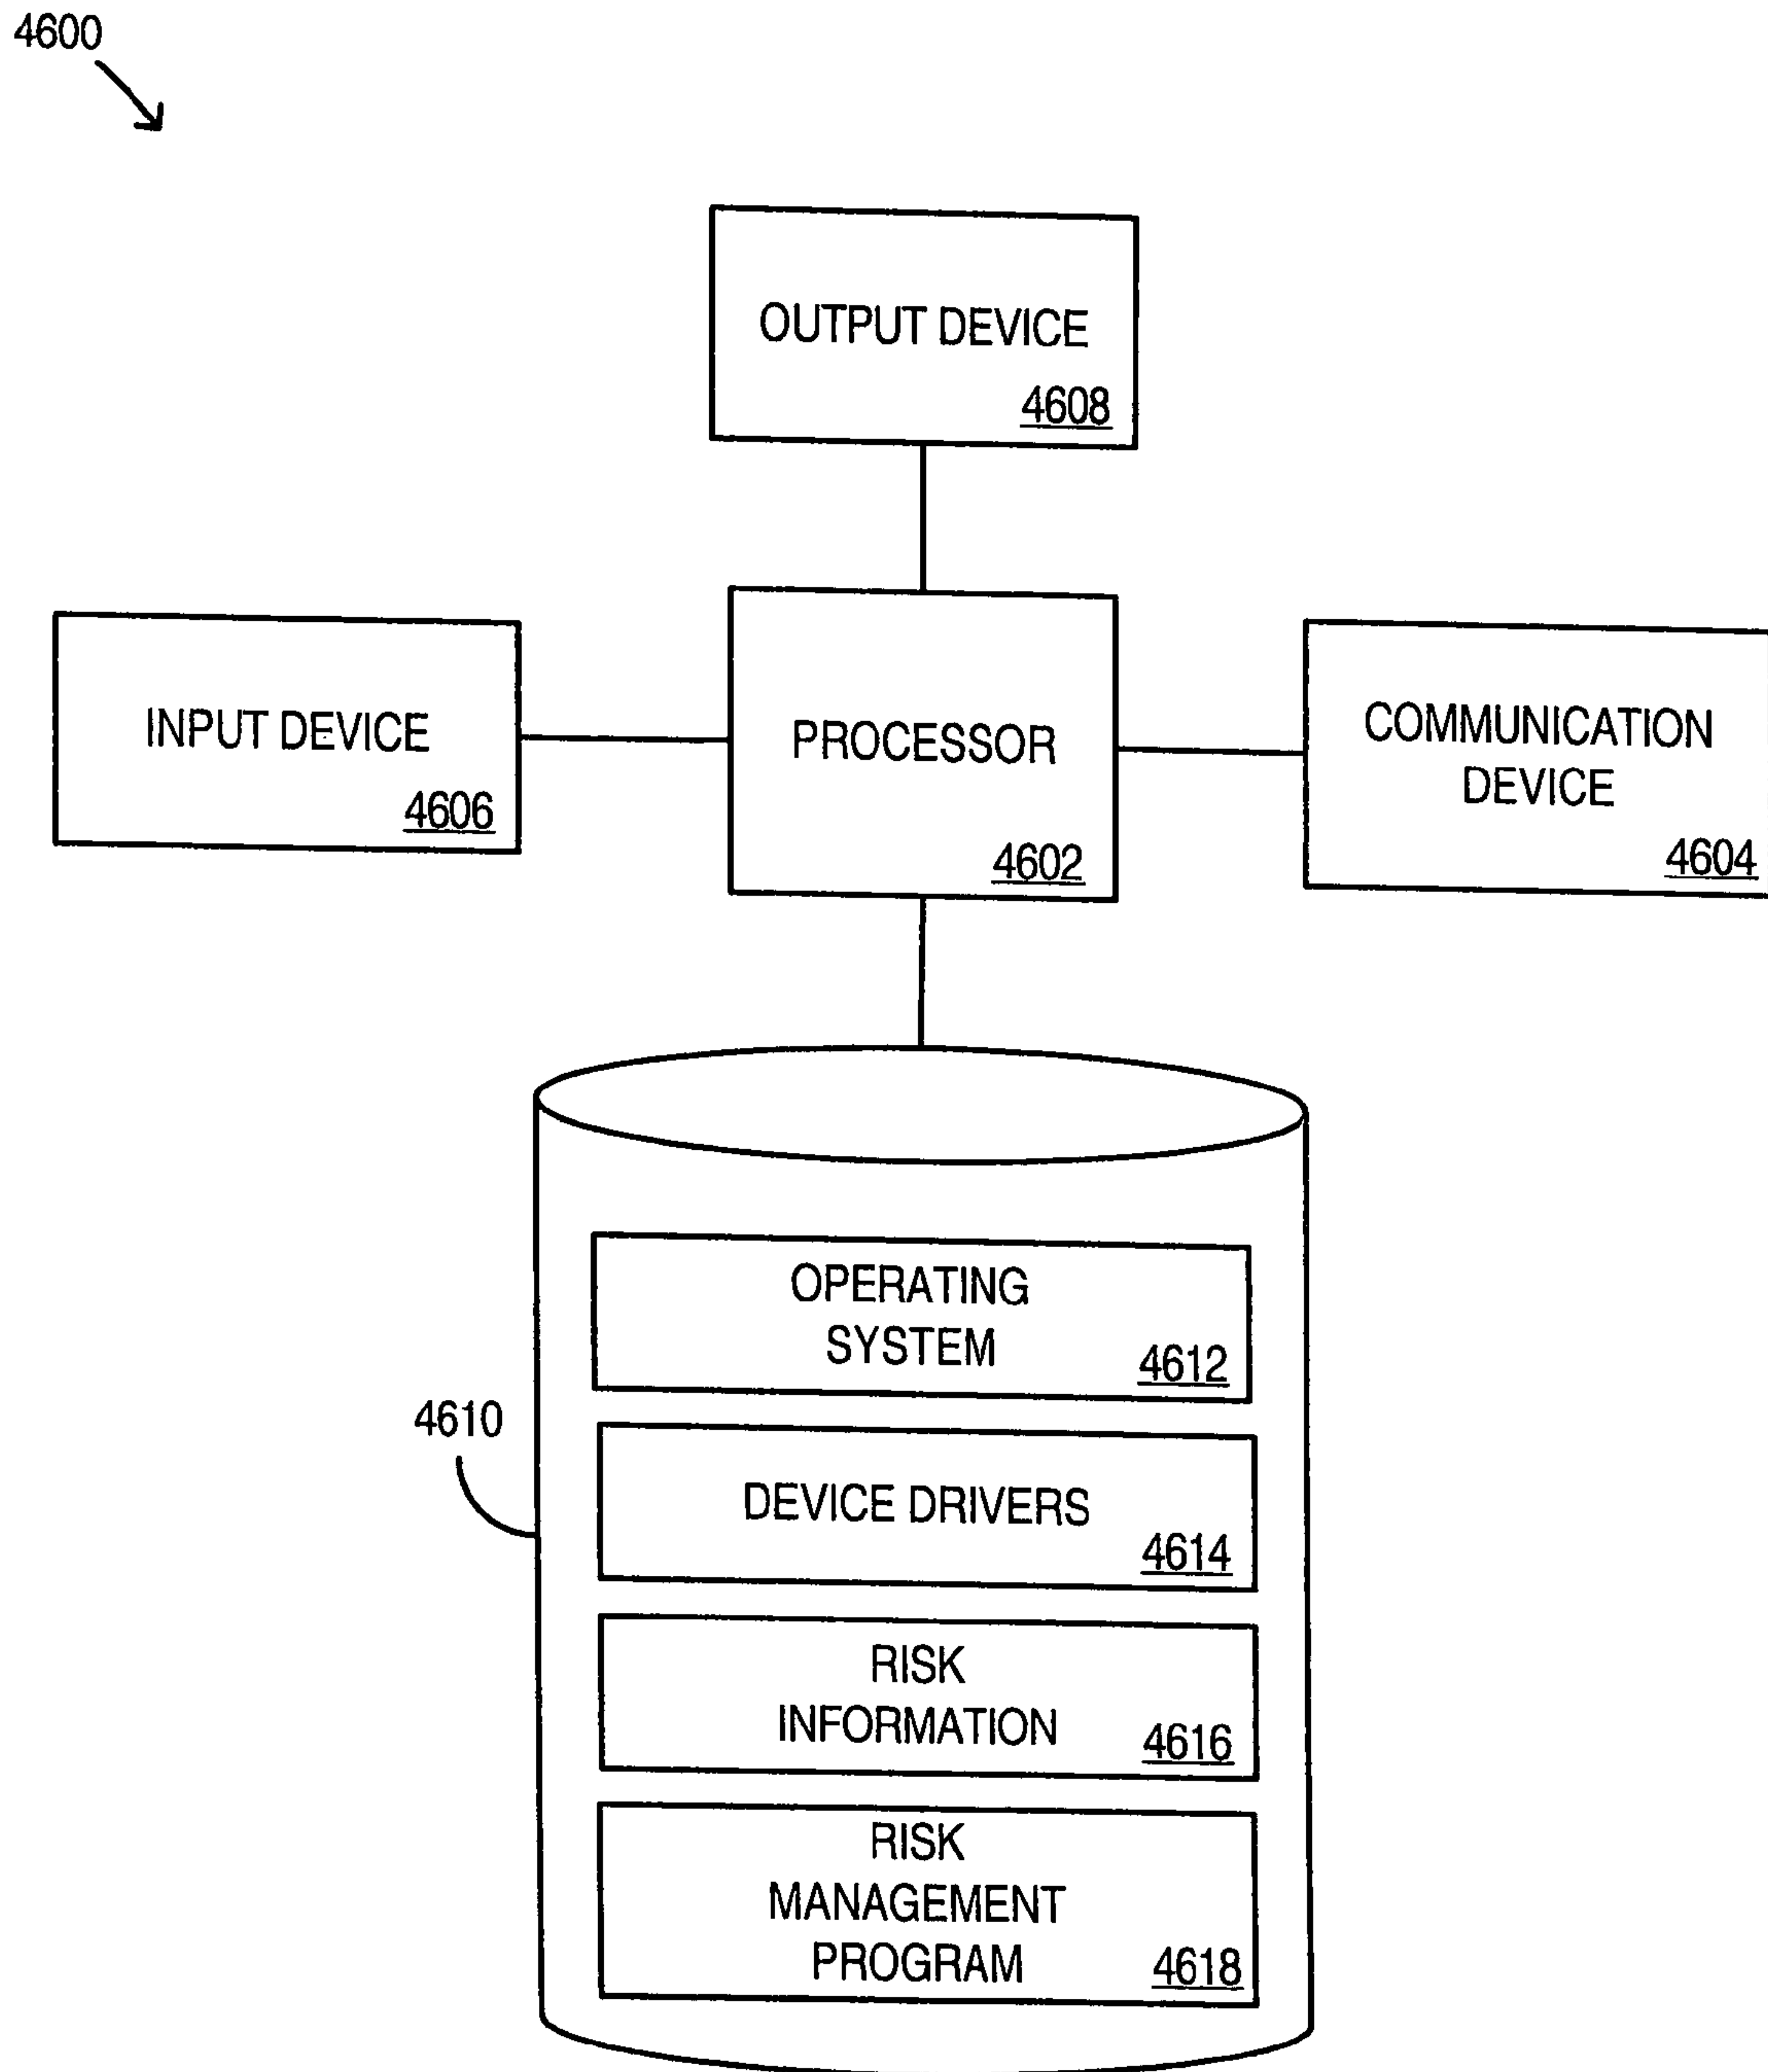 4600
OUTPUT DEVICE
4608
INPUT DEVICE
4606
PROCESSOR
4602
COMMUNICATION
DEVICE
4604
4610
OPERATING
SYSTEM
4612
DEVICE DRIVERS
4614
RISK
INFORMATION
4616
RISK
MANAGEMENT
PROGRAM
4618